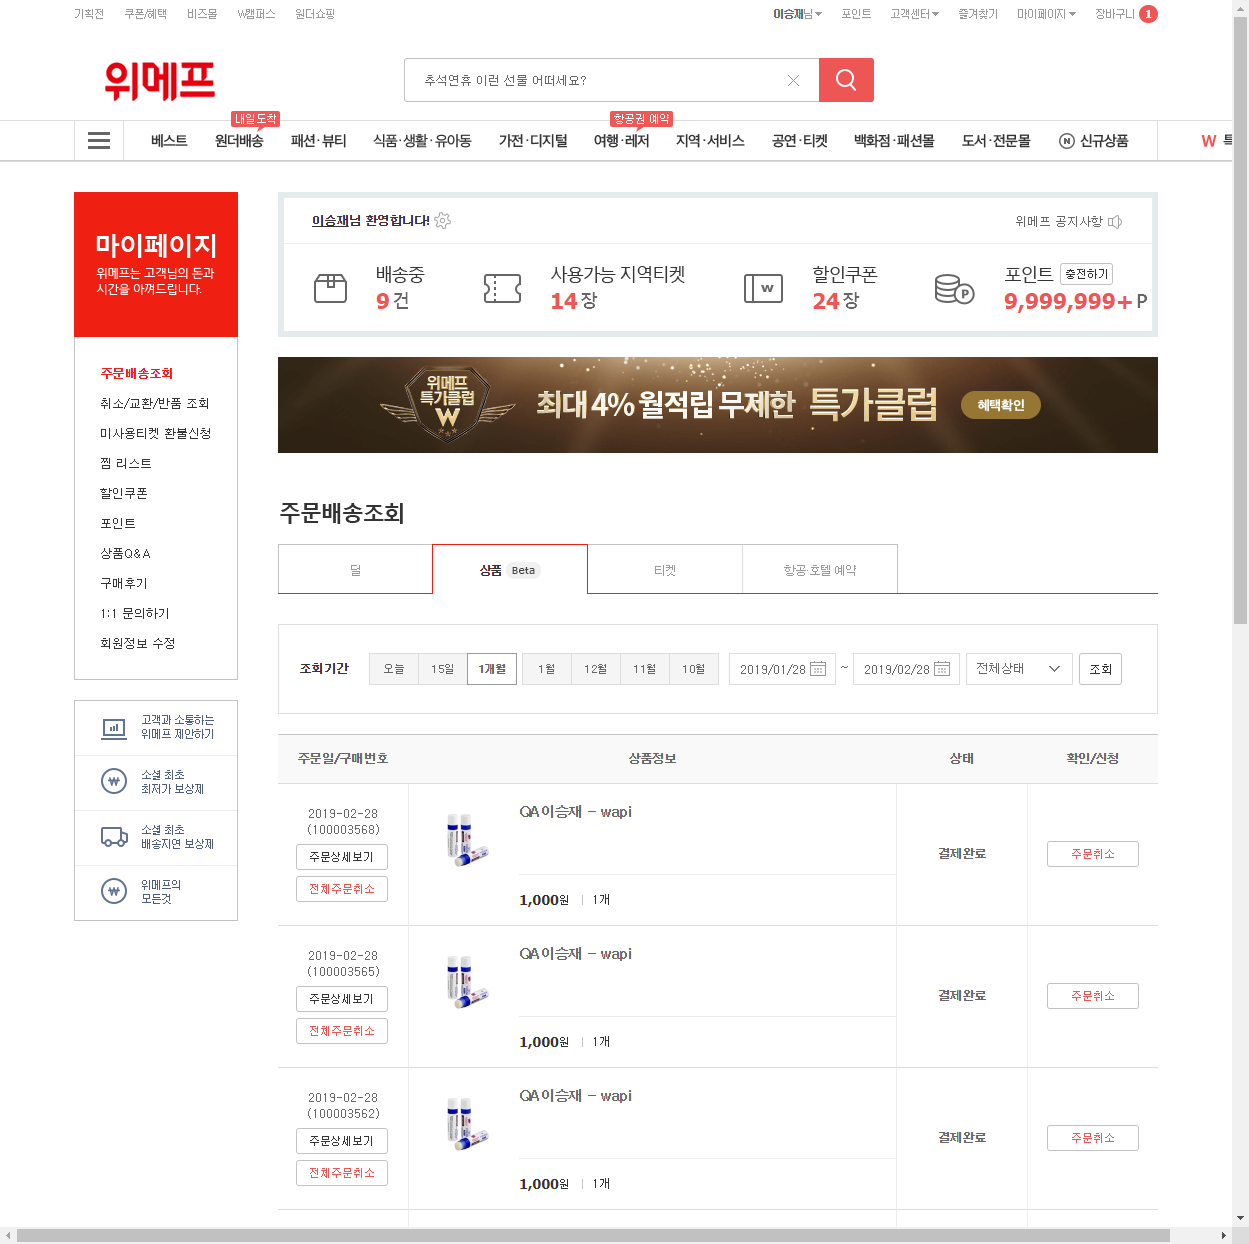 기획전 쿠폰/혜택 비즈몰 W캠퍼스 원더쇼핑 이승재님 포인트 고객센터 즐겨찾기 마이페이지 장바구니 1
위메프
추석연휴 이런 선물 어떠세요?
내일도착 항공권 예약
베스트 원더배송 패션·뷰티 식품·생활·유아동 가전·디지털 여행·레저 지역·서비스 공연·티켓 백화점·패션몰 도서·전문몰 N 신규상품 W
마이페이지
위메프는 고객님의 돈과
시간을 아껴드립니다.
주문배송조회
취소/교환/반품 조회
미사용티켓 환불신청
찜 리스트
할인쿠폰
포인트
상품Q&A
구매후기
1:1 문의하기
회원정보 수정
고객과 소통하는
위메프 제안하기
소셜 최초
최저가 보상제
소셜 최초
배송지연 보상제
위메프의
모든것
이승재님 환영합니다! 위메프 공지사항
배송중
9 건
사용가능 지역티켓
14 장
할인쿠폰
24 장
포인트 충전하기
9,999,999+ P
위메프
특가클럽
W
최대 4% 월적립 무제한 특가클럽 혜택확인
주문배송조회
딜 상품 Beta 티켓 항공·호텔 예약
조회기간 오늘 15일 1개월 1월 12월 11월 10월 2019/01/28 ~ 2019/02/28 전체상태 조회
주문일/구매번호 상품정보 상태 확인/신청
2019-02-28
(100003568)
주문상세보기
전체주문취소
QA이승재 - wapi
1,000원 | 1개
결제완료
주문취소
2019-02-28
(100003565)
주문상세보기
전체주문취소
QA이승재 - wapi
1,000원 | 1개
결제완료
주문취소
2019-02-28
(100003562)
주문상세보기
전체주문취소
QA이승재 - wapi
1,000원 | 1개
결제완료
주문취소